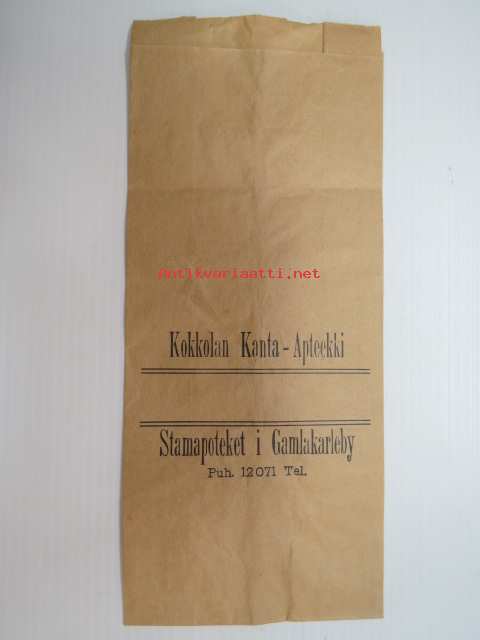 Antikvariaatti.net
Kokkolan Kanta-Apteekki
Stamapoteket i Gamlakarleby
Puh. 12071 Tel.